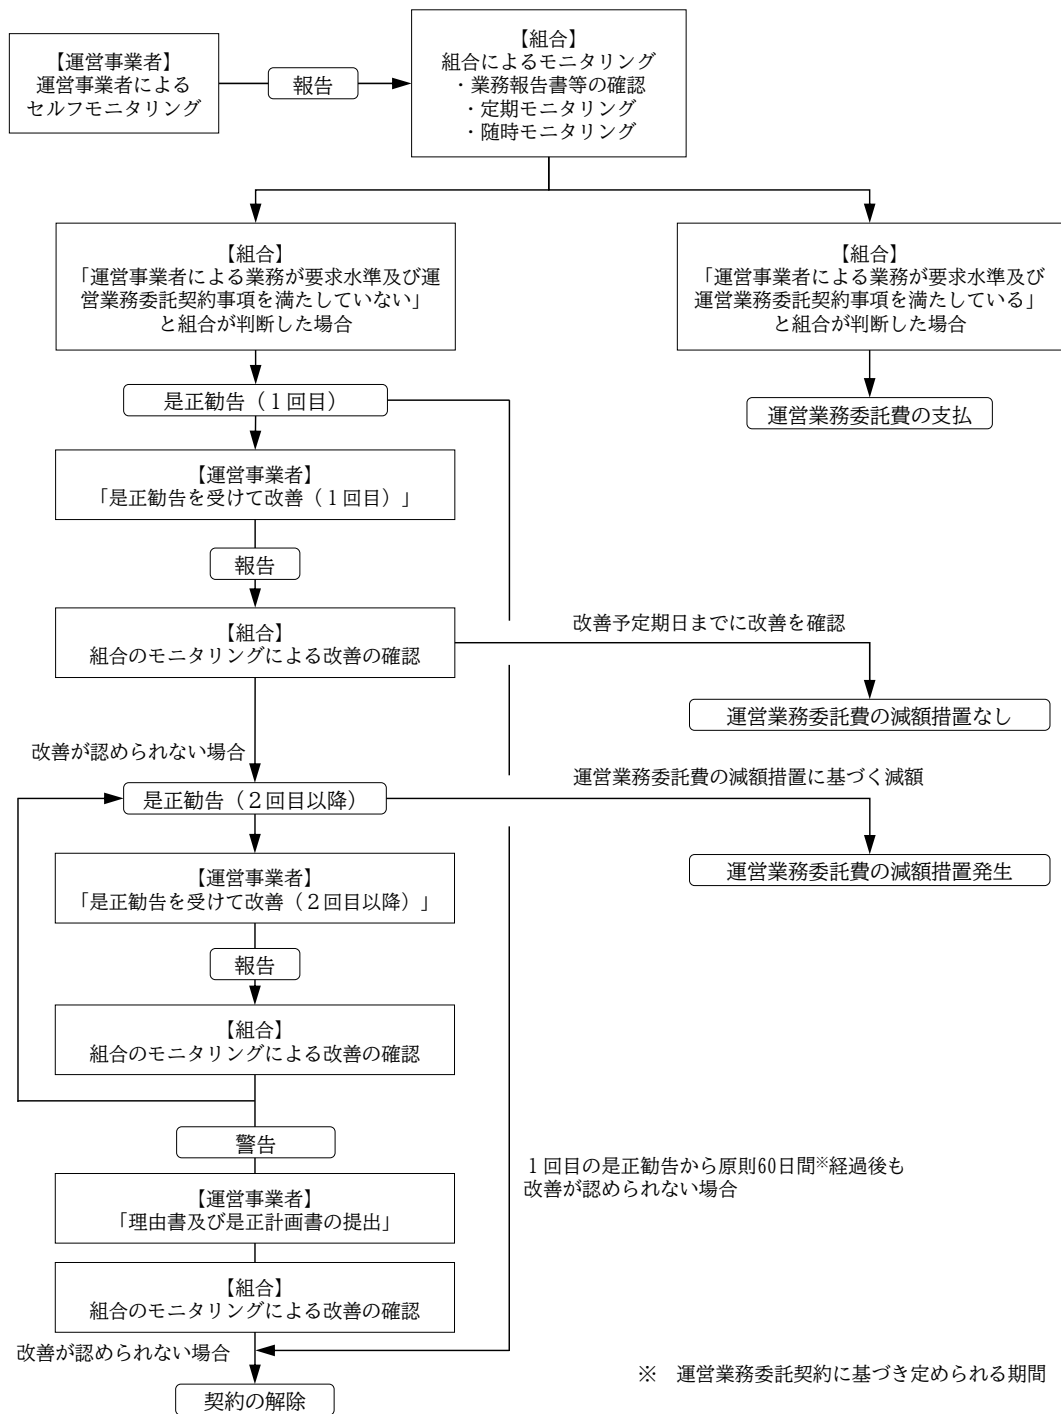 【運営事業者】
運営事業者による
セルフモニタリング
報告
【組合】
組合によるモニタリング
・業務報告書等の確認
・定期モニタリング
・随時モニタリング
【組合】
「運営事業者による業務が要求水準及び運
営業務委託契約事項を満たしていない」
と組合が判断した場合
【組合】
「運営事業者による業務が要求水準及び
運営業務委託契約事項を満たしている」
と組合が判断した場合
是正勧告（１回目）
運営業務委託費の支払
【運営事業者】
「是正勧告を受けて改善（１回目）」
報告
【組合】
組合のモニタリングによる改善の確認
改善予定期日までに改善を確認
運営業務委託費の減額措置なし
改善が認められない場合
運営業務委託費の減額措置に基づく減額
是正勧告（２回目以降）
運営業務委託費の減額措置発生
【運営事業者】
「是正勧告を受けて改善（２回目以降）」
報告
【組合】
組合のモニタリングによる改善の確認
警告
１回目の是正勧告から原則60日間※経過後も
改善が認められない場合
【運営事業者】
「理由書及び是正計画書の提出」
【組合】
組合のモニタリングによる改善の確認
改善が認められない場合
契約の解除
※　運営業務委託契約に基づき定められる期間